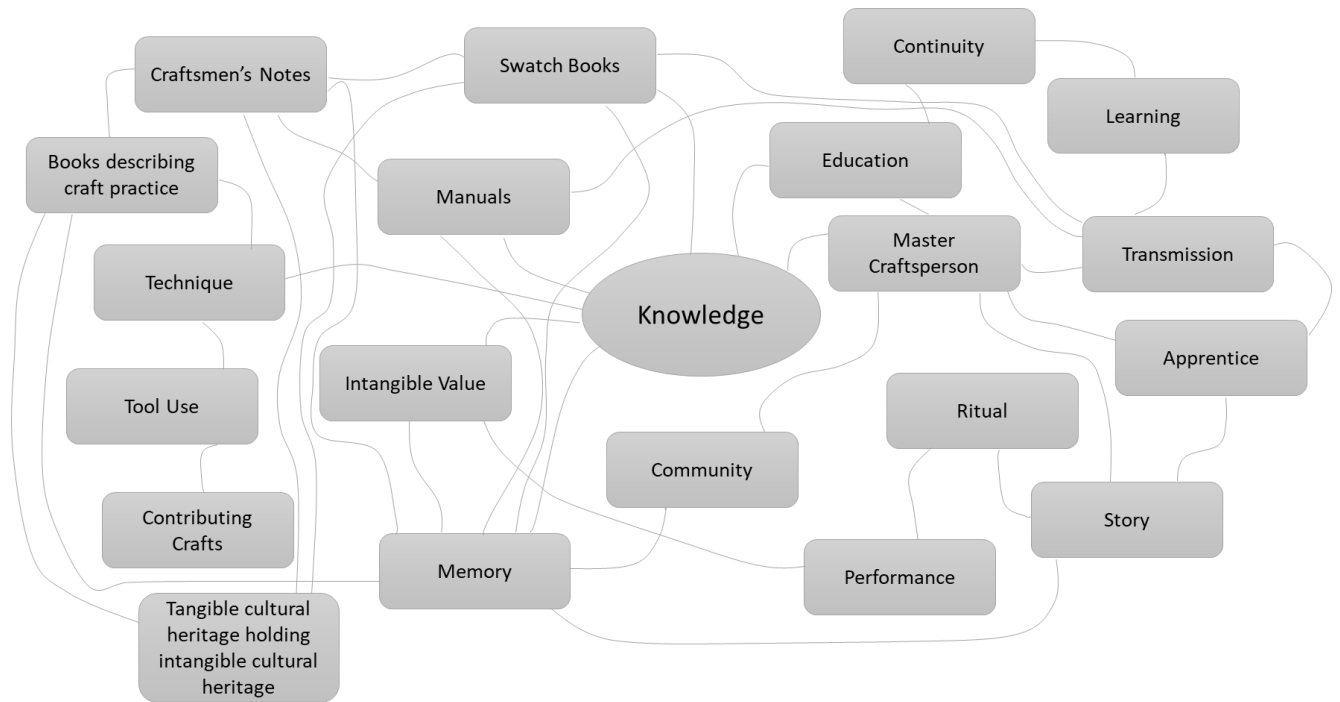 Craftsmen's Notes
Swatch Books
Continuity
Learning
Books describing
craft practice
Manuals
Education
Technique
Master
Craftsperson
Transmission
Knowledge
Intangible Value
Apprentice
Tool Use
Ritual
Community
Contributing
Crafts
Story
Memory
Performance
Tangible cultural
heritage holding
intangible cultural
heritage